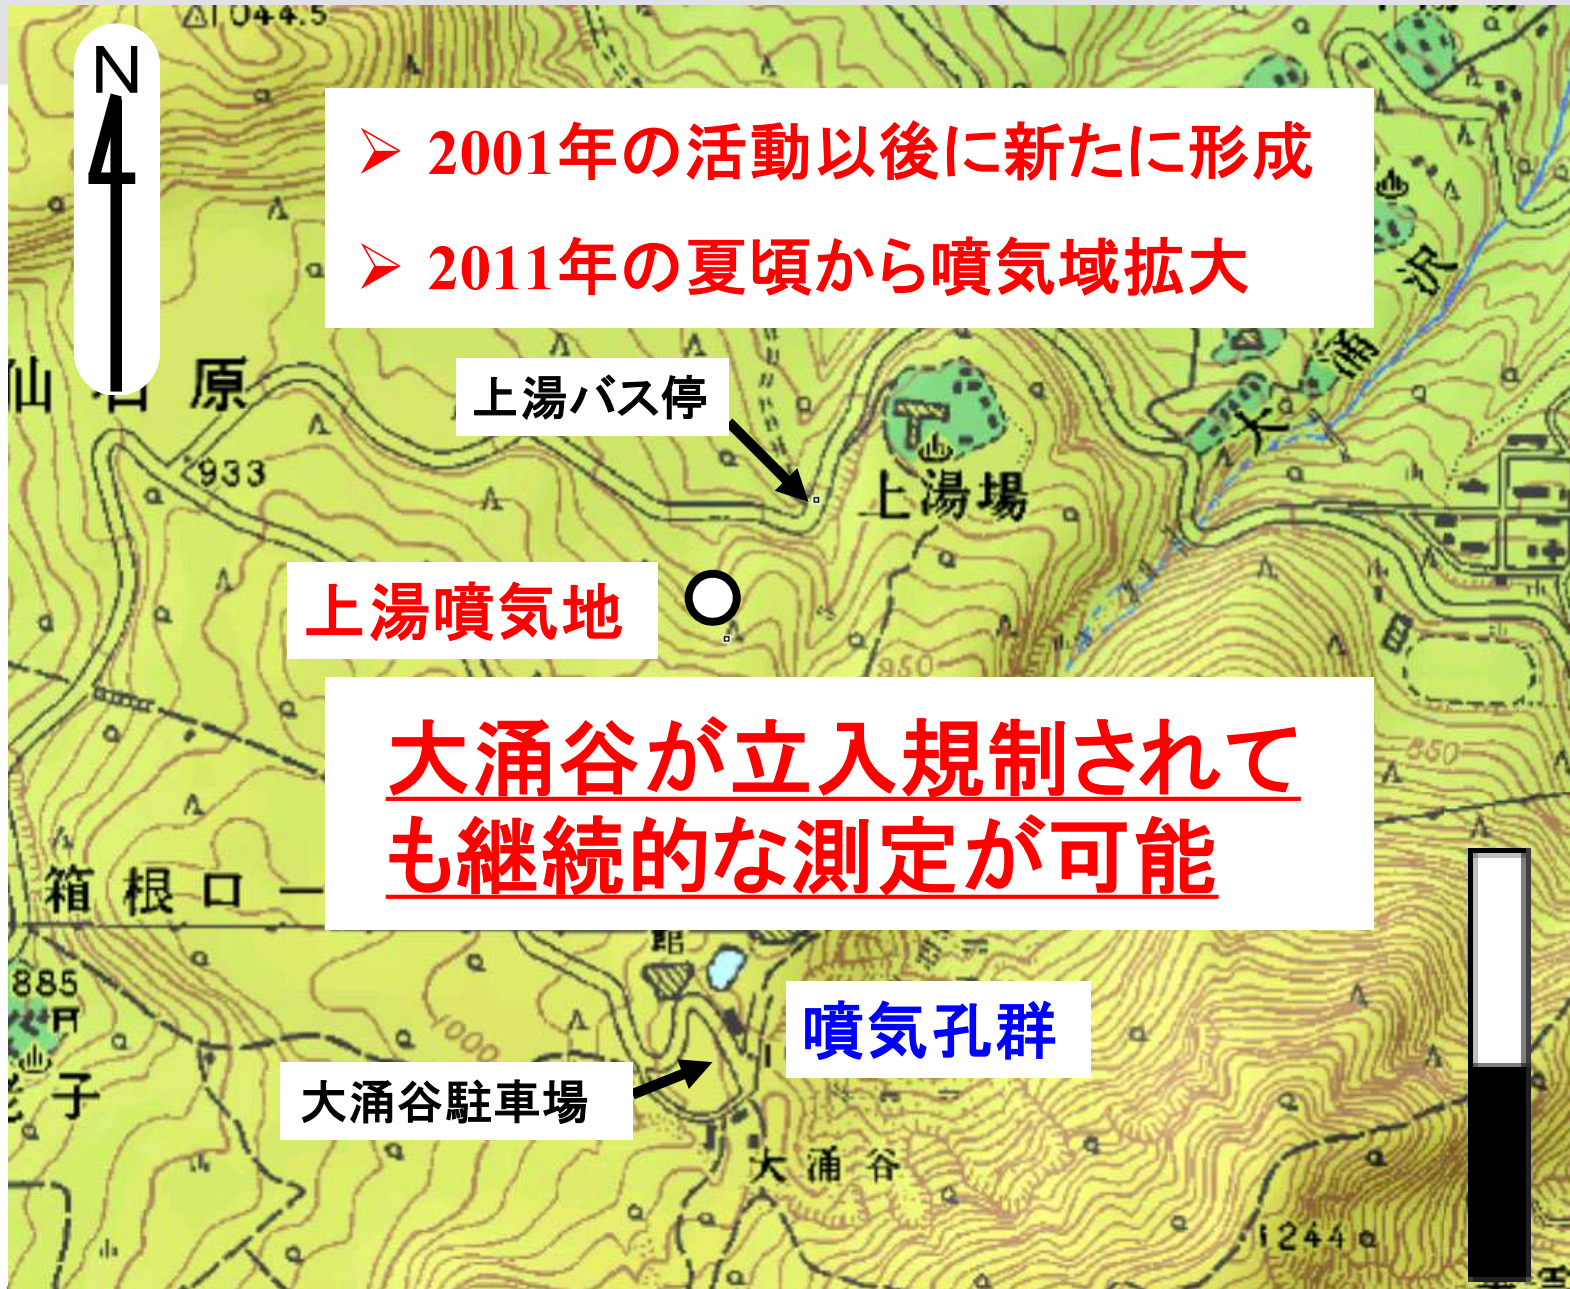 △1044.5
N
➢ 2001年の活動以後に新たに形成
➢ 2011年の夏頃から噴気域拡大
大涌沢
原
上湯バス停
933
上湯場
上湯噴気地
950
850
大涌谷が立入規制されて
も継続的な測定が可能
箱根ロー
館
885
1000
噴気孔群
子
大涌谷駐車場
大涌谷
1244